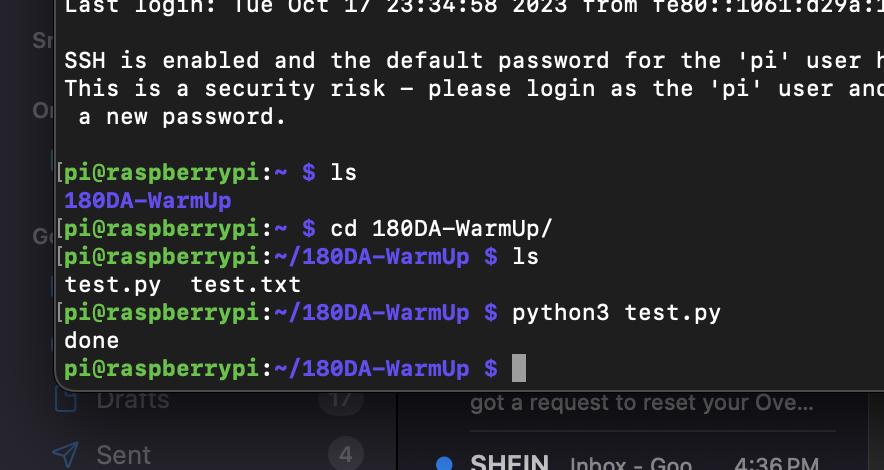 Last login: Tue Oct 17 23:34:58 2023 from fe80::1061:d29a:1
SSH is enabled and the default password for the 'pi' user h
This is a security risk - please login as the 'pi' user and
a new password.
[pi@raspberrypi:~ $ ls
180DA-WarmUp
[pi@raspberrypi:~ $ cd 180DA-WarmUp/
[pi@raspberrypi:~/180DA-WarmUp $ ls
test.py test.txt
[pi@raspberrypi:~/180DA-WarmUp $ python3 test.py
done
pi@raspberrypi:~/180DA-WarmUp $
Drafts 17
got a request to reset your Ove...
Sent 4
SHEIN Inbox - Goo... 4:36 PM